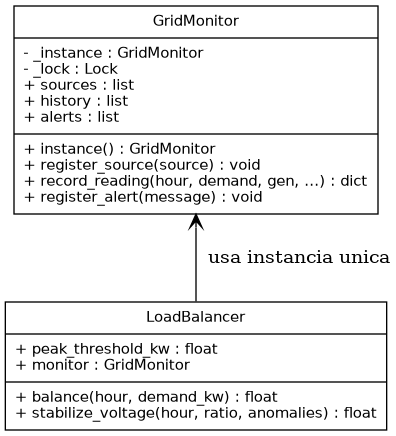 GridMonitor
- _instance : GridMonitor
- _lock : Lock
+ sources : list
+ history : list
+ alerts : list
+ instance() : GridMonitor
+ register_source(source) : void
+ record_reading(hour, demand, gen, ...) : dict
+ register_alert(message) : void
usa instancia unica
LoadBalancer
+ peak_threshold_kw : float
+ monitor : GridMonitor
+ balance(hour, demand_kw) : float
+ stabilize_voltage(hour, ratio, anomalies) : float